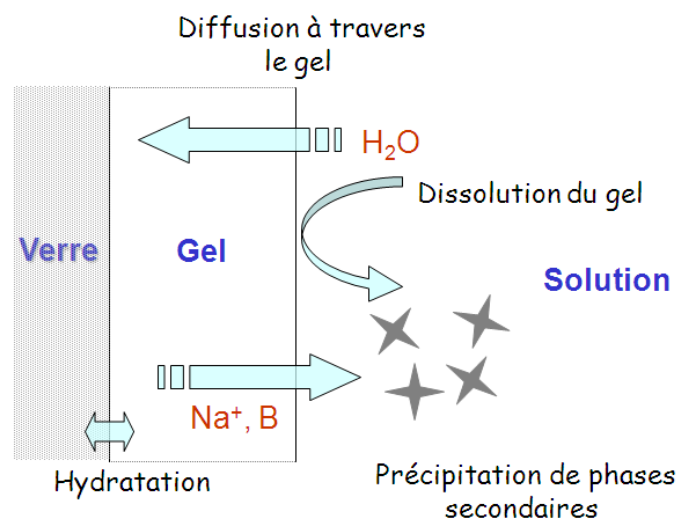 Diffusion à travers
le gel
H₂O
Dissolution du gel
Verre
Gel
Solution
Na⁺, B
Hydratation
Précipitation de phases
secondaires